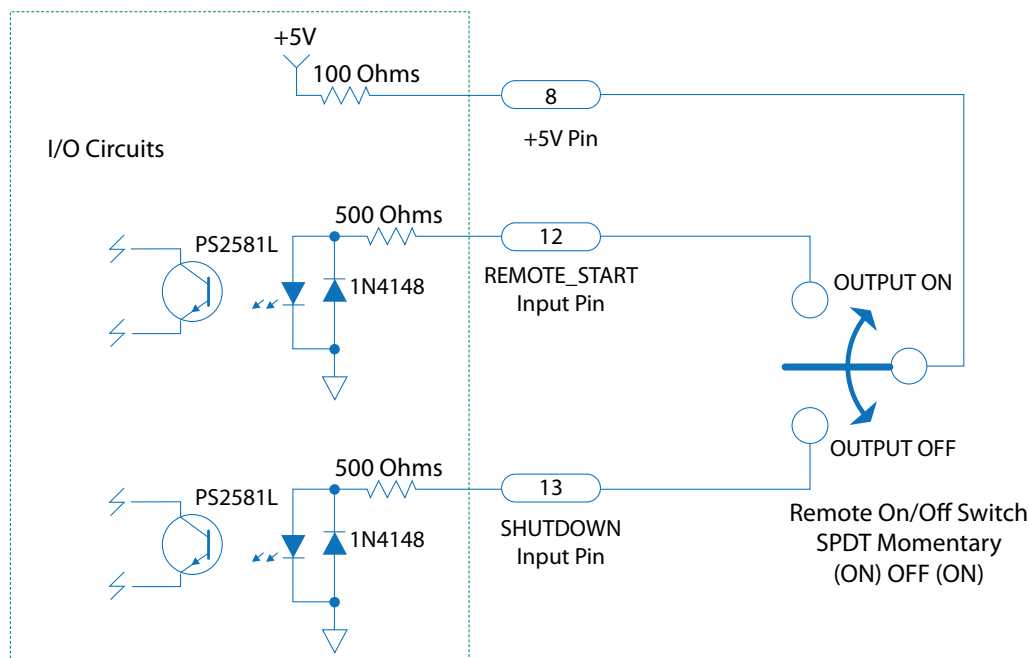 +5V
100 Ohms
8
+5V Pin
I/O Circuits
500 Ohms
PS2581L
12
1N4148
REMOTE_START
Input Pin
OUTPUT ON
OUTPUT OFF
500 Ohms
PS2581L
13
1N4148
SHUTDOWN
Input Pin
Remote On/Off Switch
SPDT Momentary
(ON) OFF (ON)